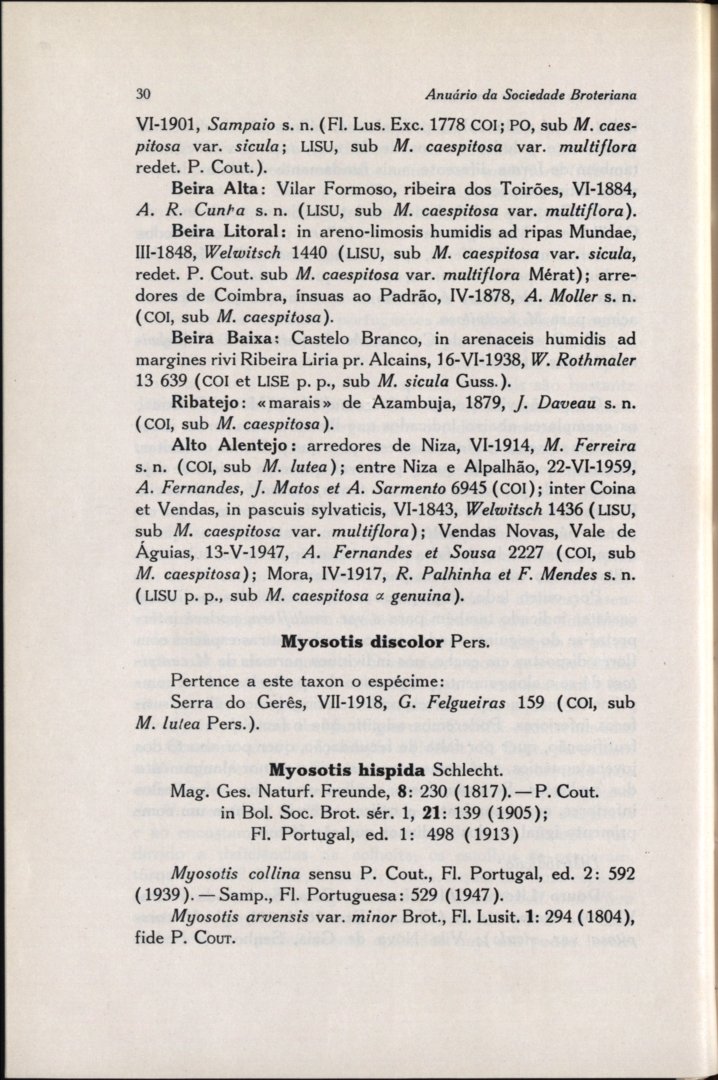 30 Anuário da Sociedade Broteriana
VI-1901, Sampaio s. n. (Fl. Lus. Exc. 1778 COI; PO, sub M. caes-
pitosa var. sicula; LISU, sub M. caespitosa var. multiflora
redet. P. Cout.).
Beira Alta: Vilar Formoso, ribeira dos Toirões, VI-1884,
A. R. Cunha s. n. (LISU, sub M. caespitosa var. multiflora).
Beira Litoral: in areno-limosis humidis ad ripas Mundae,
III-1848, Welwitsch 1440 (LISU, sub M. caespitosa var. sicula,
redet. P. Cout. sub M. caespitosa var. multiflora Mérat); arre-
dores de Coimbra, ínsuas ao Padrão, IV-1878, A. Moller s. n.
(COI, sub M. caespitosa).
Beira Baixa: Castelo Branco, in arenaceis humidis ad
margines rivi Ribeira Liria pr. Alcains, 16-VI-1938, W. Rothmaler
13 639 (COI et LISE p. p., sub M. sicula Guss.).
Ribatejo: «marais» de Azambuja, 1879, J. Daveau s. n.
(COI, sub M. caespitosa).
Alto Alentejo: arredores de Niza, VI-1914, M. Ferreira
s. n. (COI, sub M. lutea); entre Niza e Alpalhão, 22-VI-1959,
A. Fernandes, J. Matos et A. Sarmento 6945 (COI); inter Coina
et Vendas, in pascuis sylvaticis, VI-1843, Welwitsch 1436 (LISU,
sub M. caespitosa var. multiflora); Vendas Novas, Vale de
Águias, 13-V-1947, A. Fernandes et Sousa 2227 (COI, sub
M. caespitosa); Mora, IV-1917, R. Palhinha et F. Mendes s. n.
(LISU p. p., sub M. caespitosa α genuina).
Myosotis discolor Pers.
Pertence a este taxon o espécime:
Serra do Gerês, VII-1918, G. Felgueiras 159 (COI, sub
M. lutea Pers.).
Myosotis hispida Schlecht.
Mag. Ges. Naturf. Freunde, 8: 230 (1817). — P. Cout.
in Bol. Soc. Brot. sér. 1, 21: 139 (1905);
Fl. Portugal, ed. 1: 498 (1913)
Myosotis collina sensu P. Cout., Fl. Portugal, ed. 2: 592
(1939). — Samp., Fl. Portuguesa: 529 (1947).
Myosotis arvensis var. minor Brot., Fl. Lusit. 1: 294 (1804),
fide P. COUT.